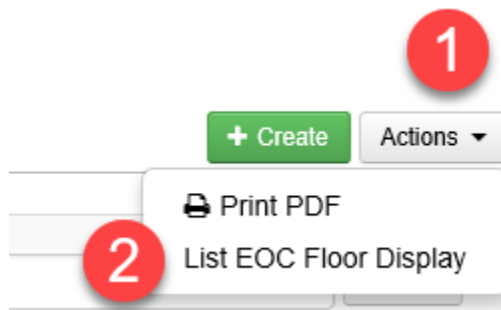 1
+ Create
Actions
Print PDF
2
List EOC Floor Display